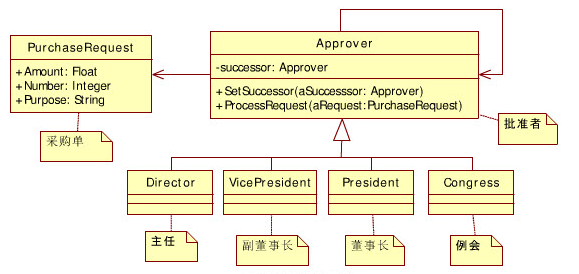 PurchaseRequest
+Amount: Float
+Number: Integer
+Purpose: String
采购单
Approver
-successor: Approver
+SetSuccessor(aSucesssor: Approver)
+ProcessRequest(aRequest:PurchaseRequest)
批准者
Director
VicePresident
President
Congress
主任
副董事长
董事长
例会